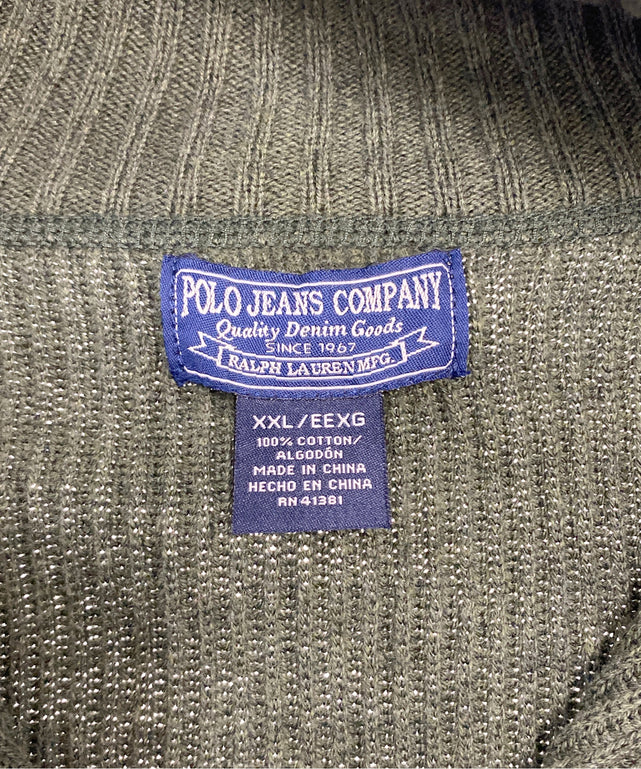 POLO JEANS COMPANY
Quality Denim Goods
SINCE 1967
RALPH LAUREN MFG.
XXL/EEXG
100% COTTON/
ALGODÓN
MADE IN CHINA
HECHO EN CHINA
RN 41381